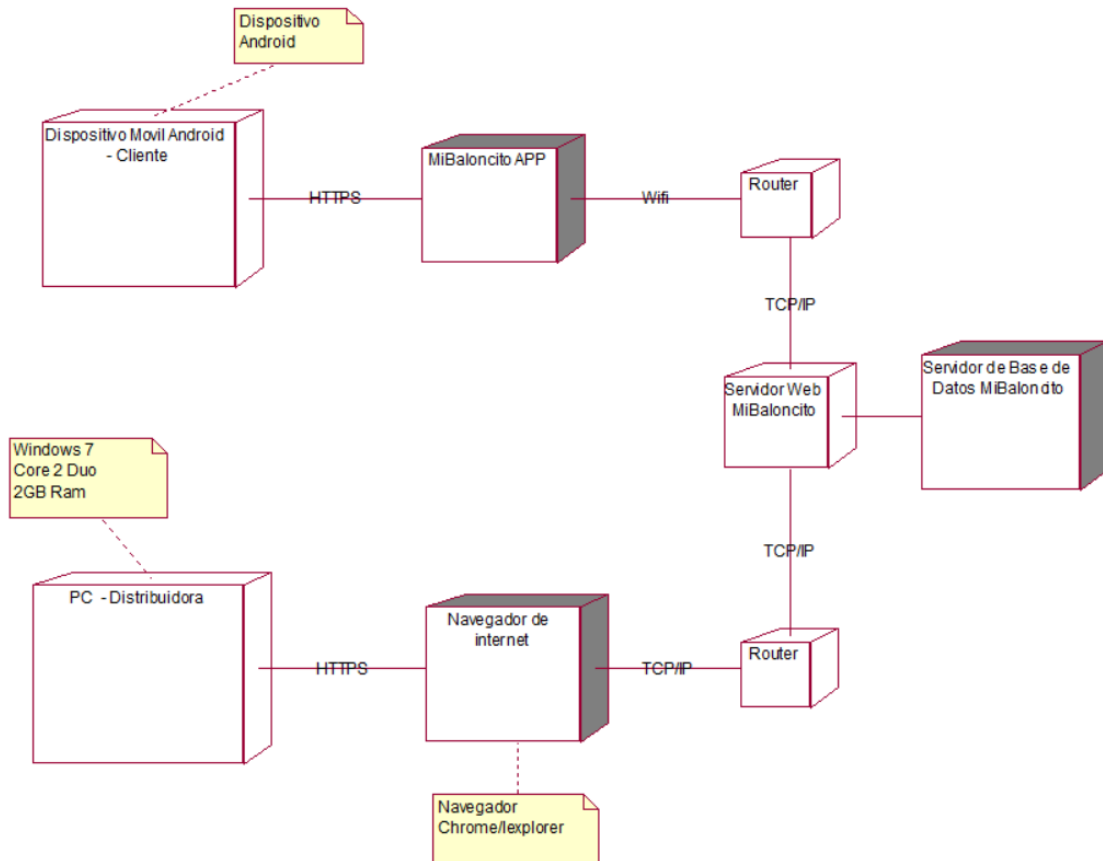 Dispositivo
Android
Dispositivo Movil Android
- Cliente
HTTPS
MiBaloncito APP
Wifi
Router
TCP/IP
Servidor Web
MiBaloncito
Servidor de Base de
Datos MiBaloncito
Windows 7
Core 2 Duo
2GB Ram
TCP/IP
PC - Distribuidora
HTTPS
Navegador de
internet
TCP/IP
Router
Navegador
Chrome/Iexplorer